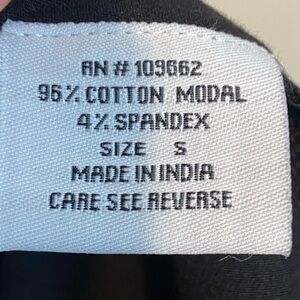 RN # 109662
96% COTTON MODAL
4% SPANDEX
SIZE S
MADE IN INDIA
CARE SEE REVERSE